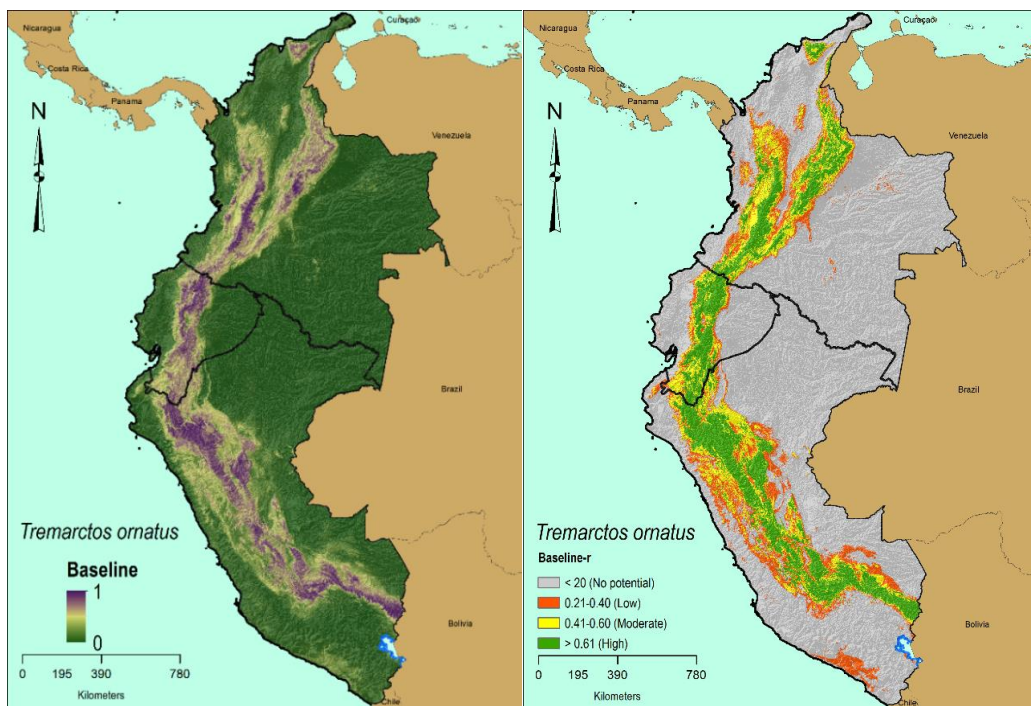 Nicaragua
Curaçao
Costa Rica
Panama
Venezuela
N
Brazil
Tremarctos ornatus
Baseline
1
0
Bolivia
0 195 390 780
Kilometers
Chile
Nicaragua
Curaçao
Costa Rica
Panama
Venezuela
N
Brazil
Tremarctos ornatus
Baseline-r
< 20 (No potential)
0.21-0.40 (Low)
0.41-0.60 (Moderate)
> 0.61 (High)
Bolivia
0 195 390 780
Kilometers
Chile